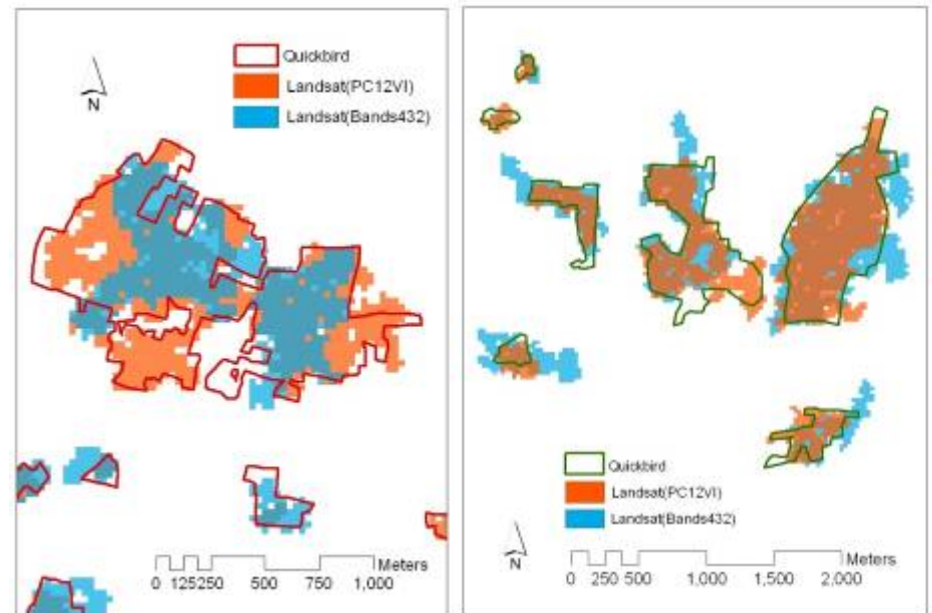 N
Quickbird
Landsat(PC12VI)
Landsat(Bands432)
Meters
0 125250 500 750 1,000
Quickbird
Landsat(PC12VI)
Landsat(Bands432)
N
Meters
0 250 500 1,000 1,500 2,000